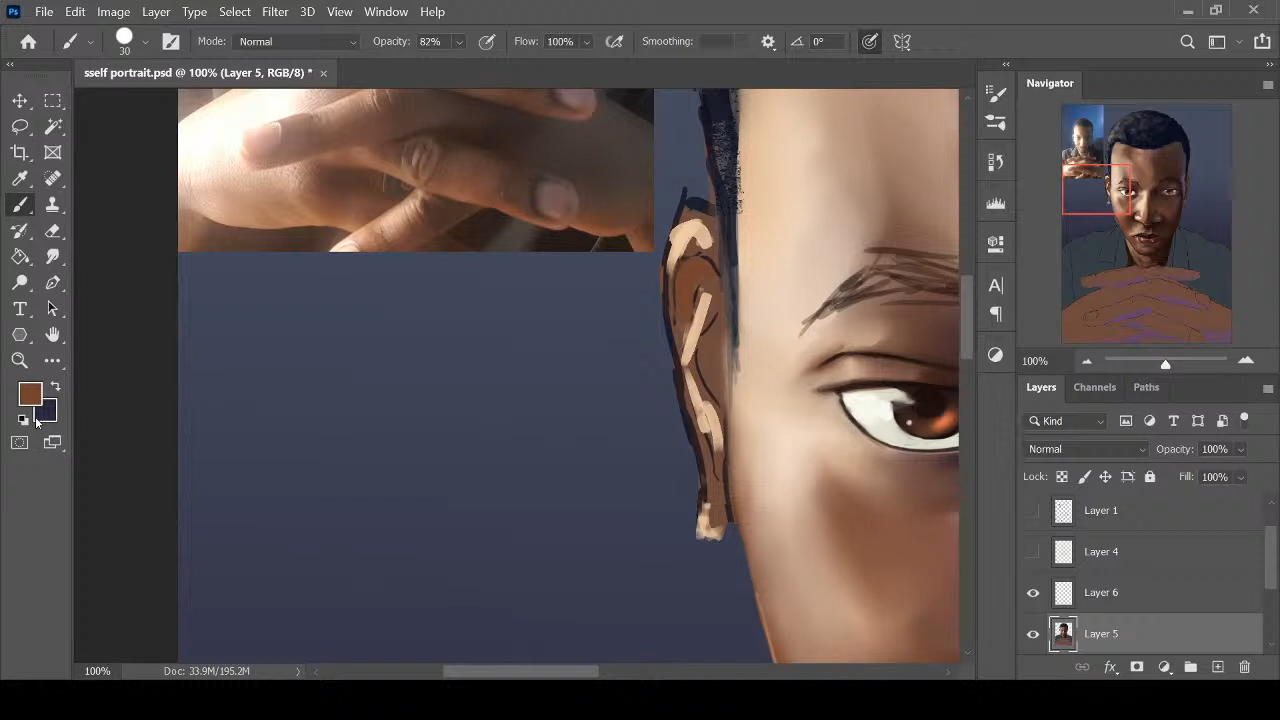 Ps File Edit Image Layer Type Select Filter 3D View Window Help
30 Mode: Normal Opacity: 82% Flow: 100% Smoothing: 0°
sself portrait.psd @ 100% (Layer 5, RGB/8) *
Navigator
100%
Layers Channels Paths
Kind
Normal Opacity: 100%
Lock: Fill: 100%
Layer 1
Layer 4
Layer 6
Layer 5
fx
100% Doc: 33.9M/195.2M